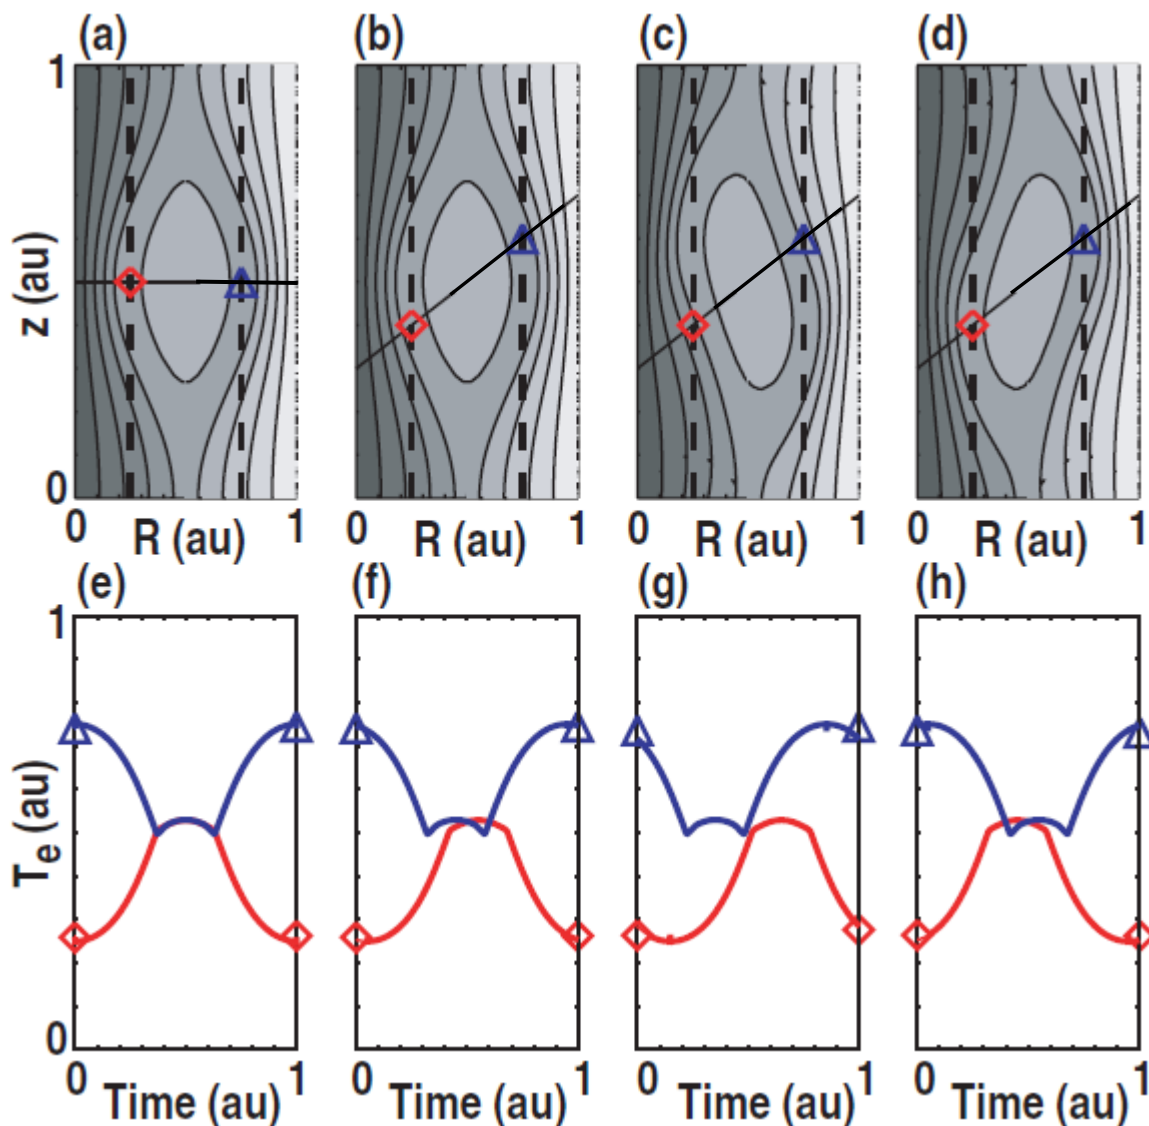 (a) (b) (c) (d)
1
z (au)
0
0 1 0 1 0 1 0 1
R (au) R (au) R (au) R (au)
(e) (f) (g) (h)
1
Te (au)
0
0 1 0 1 0 1 0 1
Time (au) Time (au) Time (au) Time (au)